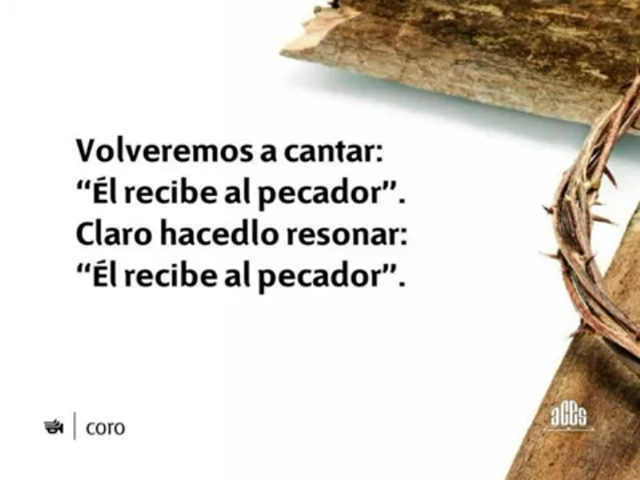 Volveremos a cantar:
“Él recibe al pecador”.
Claro hacedlo resonar:
“Él recibe al pecador”.
coro
aces